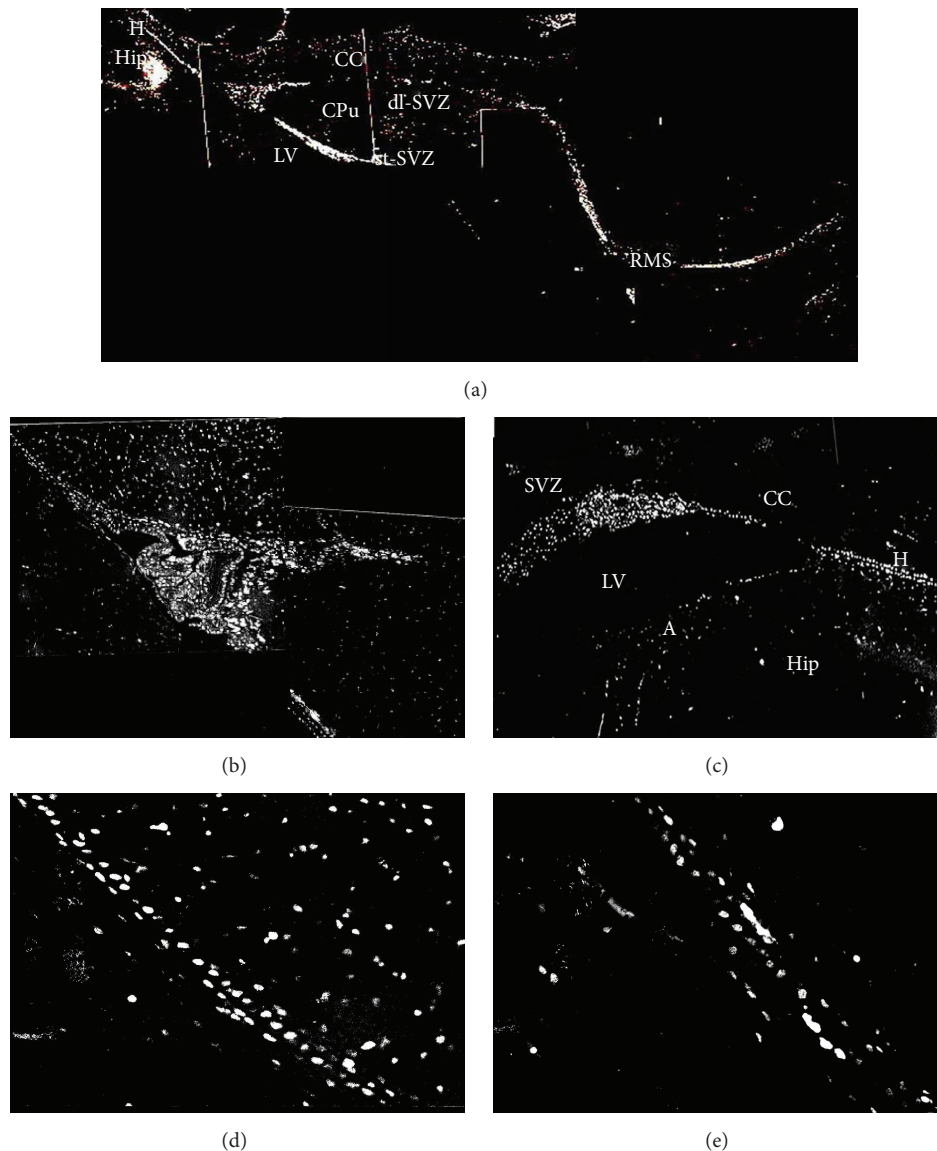 H
Hip
CC
CPu
dl-SVZ
LV
st-SVZ
RMS
(a)
SVZ
CC
LV
H
A
Hip
(b)
(c)
(d)
(e)